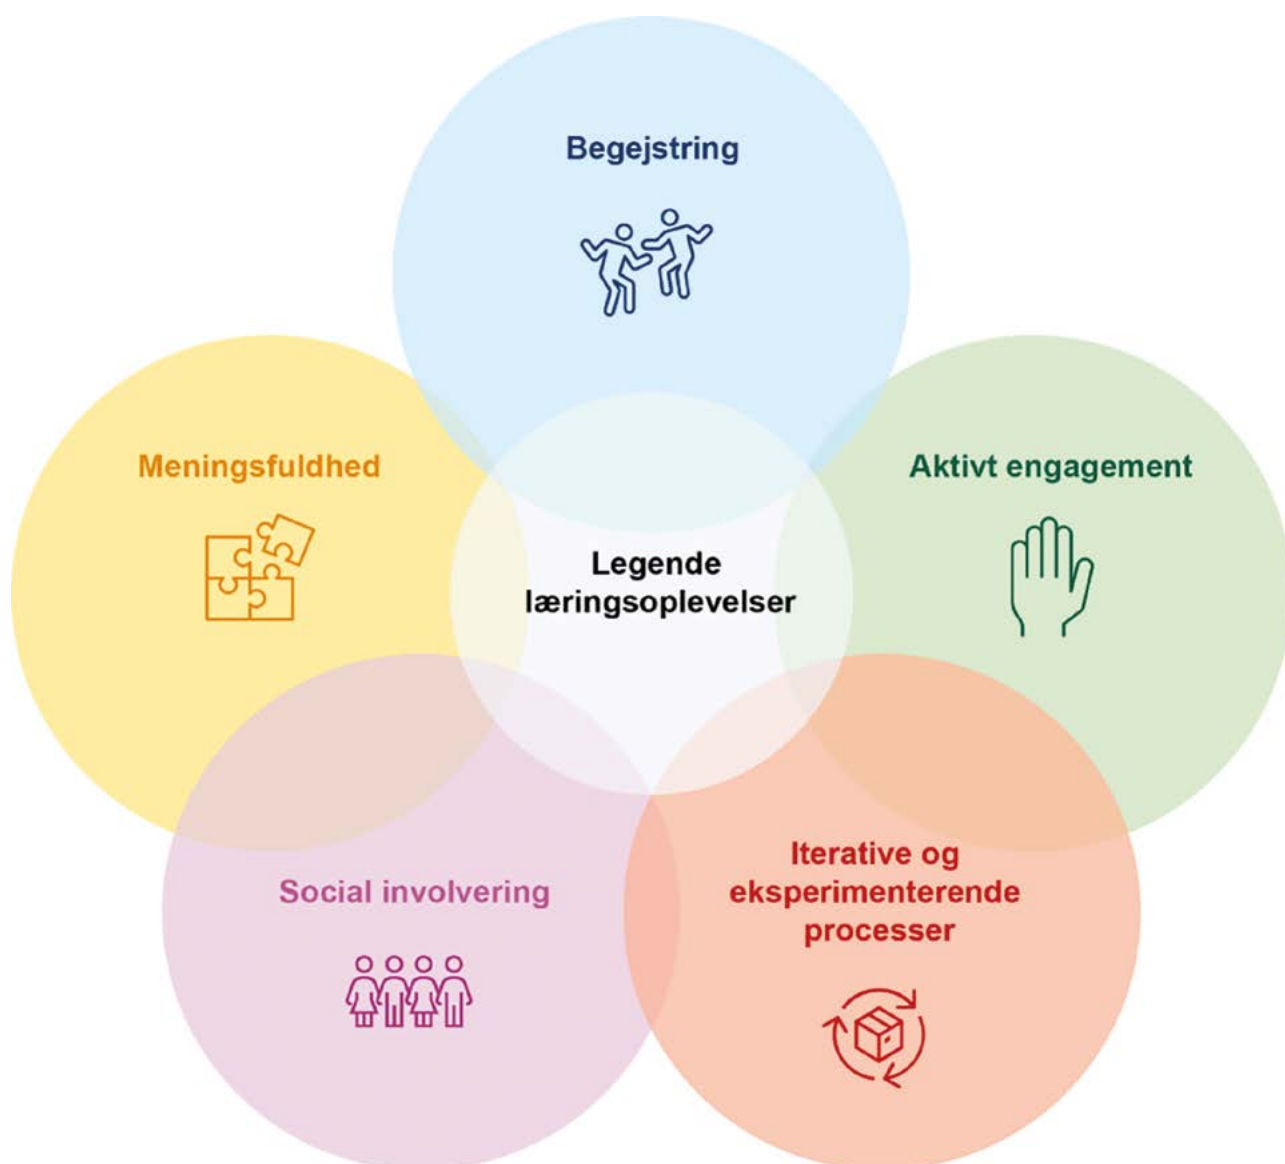 Begejstring
Meningsfuldhed
Aktivt engagement
Legende
læringsoplevelser
Social involvering
Iterative og
eksperimenterende
processer